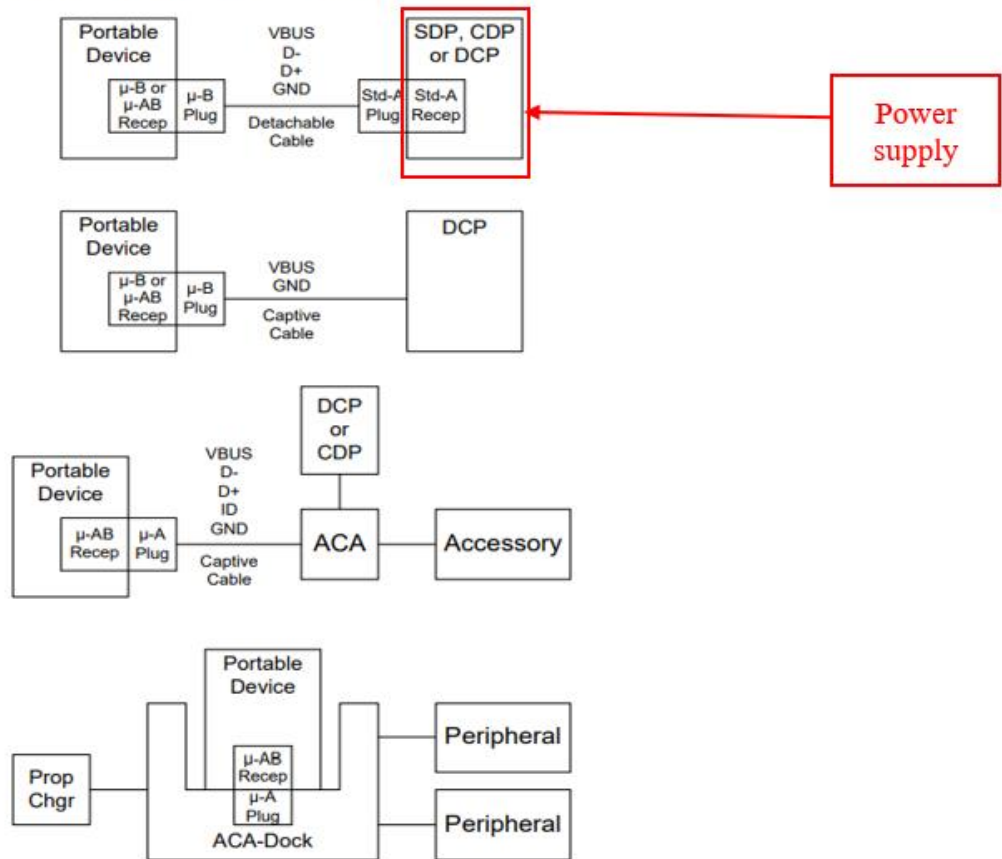 Portable
Device
μ-B or
μ-AB
Recep
μ-B
Plug
VBUS
D-
D+
GND
Detachable
Cable
Std-A
Plug
Std-A
Recep
SDP, CDP
or DCP
Power
supply
Portable
Device
μ-B or
μ-AB
Recep
μ-B
Plug
VBUS
GND
Captive
Cable
DCP
Portable
Device
μ-AB
Recep
μ-A
Plug
VBUS
D-
D+
ID
GND
Captive
Cable
DCP
or
CDP
ACA
Accessory
Prop
Chgr
Portable
Device
μ-AB
Recep
μ-A
Plug
ACA-Dock
Peripheral
Peripheral